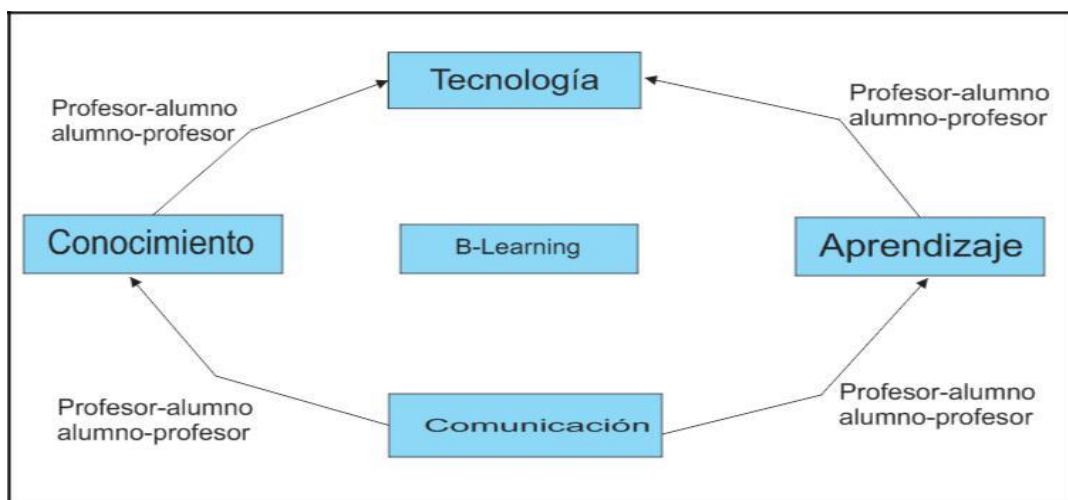 Tecnología
Profesor-alumno
alumno-profesor
Profesor-alumno
alumno-profesor
Conocimiento
B-Learning
Aprendizaje
Profesor-alumno
alumno-profesor
Comunicación
Profesor-alumno
alumno-profesor